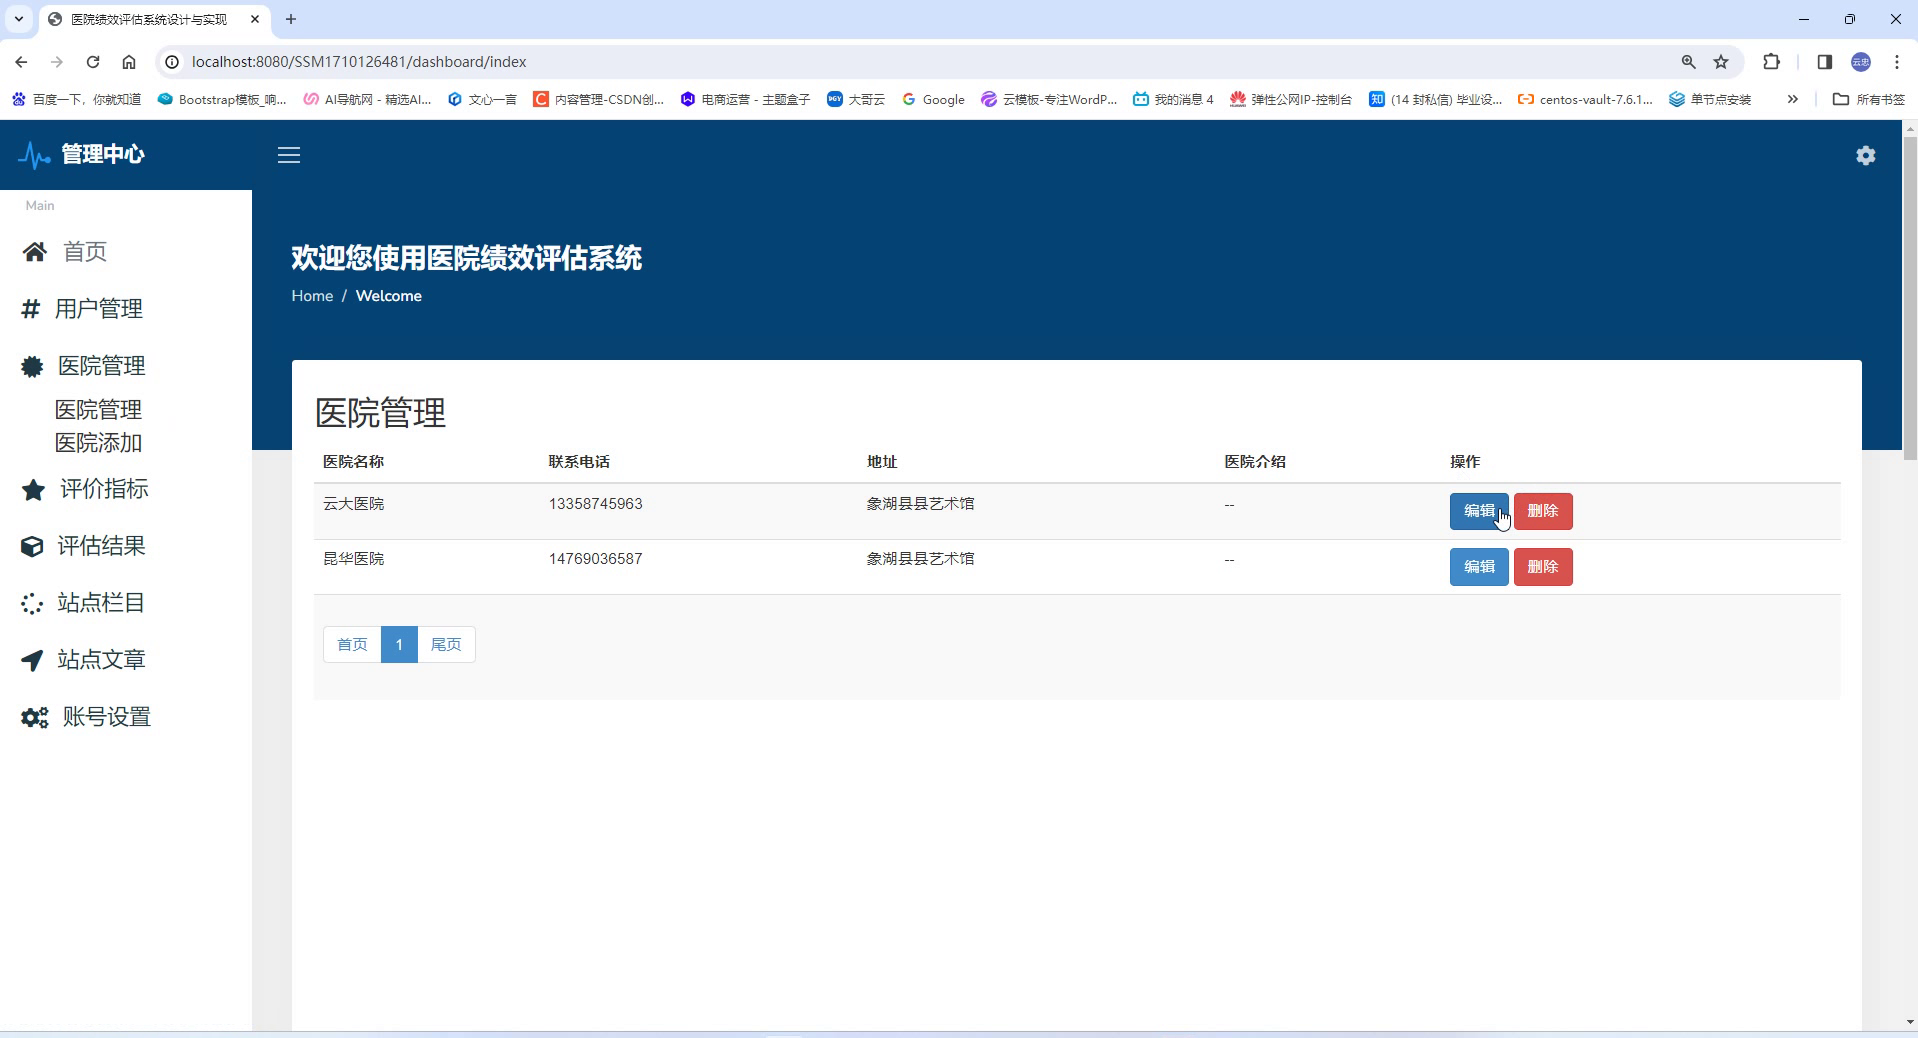 医院绩效评估系统设计与实现
localhost:8080/SSM1710126481/dashboard/index
云忠
百度一下，你就知道
Bootstrap模板_响...
AI导航网 - 精选AI...
文心一言
内容管理-CSDN创...
电商运营 - 主题盒子
大哥云
Google
云模板-专注WordP...
我的消息 4
弹性公网IP-控制台
(14 封私信) 毕业设...
centos-vault-7.6.1...
单节点安装
所有书签
管理中心
Main
首页
用户管理
医院管理
医院管理
医院添加
评价指标
评估结果
站点栏目
站点文章
账号设置
欢迎您使用医院绩效评估系统
Home / Welcome
医院管理
医院名称 联系电话 地址 医院介绍 操作
云大医院 13358745963 象湖县县艺术馆 -- 编辑 删除
昆华医院 14769036587 象湖县县艺术馆 -- 编辑 删除
首页 1 尾页